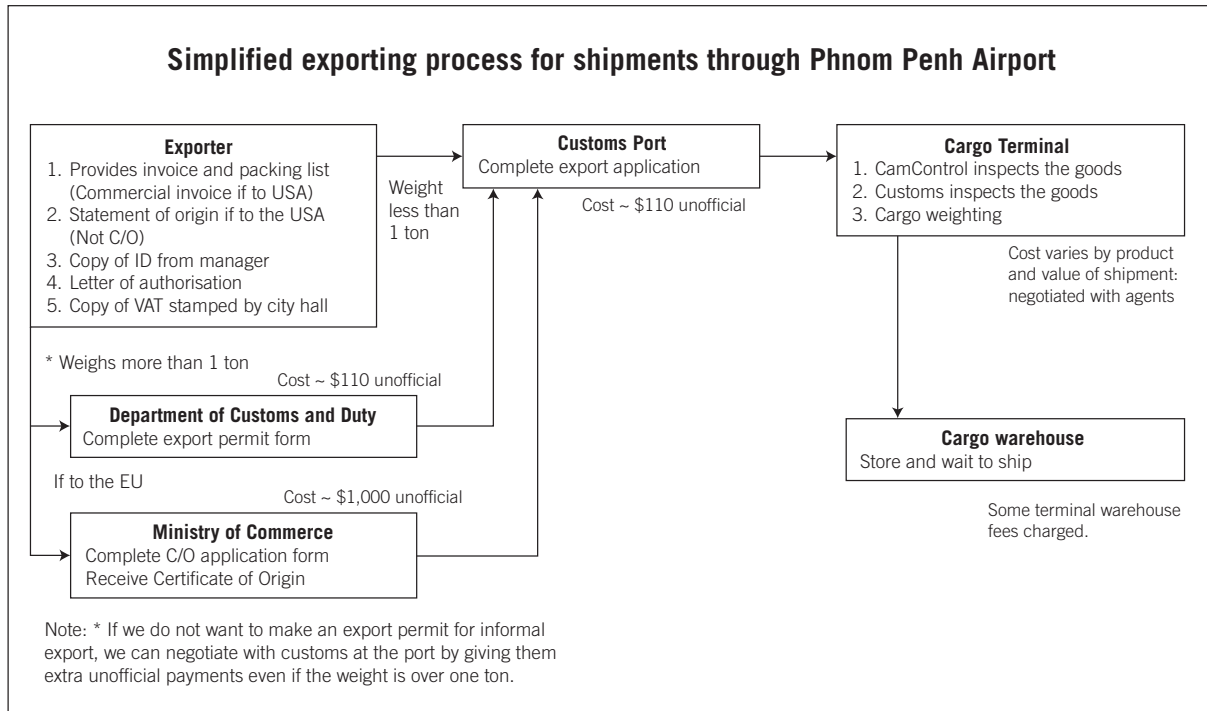 Simplified exporting process for shipments through Phnom Penh Airport
Exporter
1. Provides invoice and packing list
(Commercial invoice if to USA)
2. Statement of origin if to the USA
(Not C/O)
3. Copy of ID from manager
4. Letter of authorisation
5. Copy of VAT stamped by city hall
Weight
less than
1 ton
Customs Port
Complete export application
Cost ~ $110 unofficial
Cargo Terminal
1. CamControl inspects the goods
2. Customs inspects the goods
3. Cargo weighting
Cost varies by product
and value of shipment:
negotiated with agents
* Weighs more than 1 ton
Cost ~ $110 unofficial
Department of Customs and Duty
Complete export permit form
If to the EU
Cost ~ $1,000 unofficial
Ministry of Commerce
Complete C/O application form
Receive Certificate of Origin
Cargo warehouse
Store and wait to ship
Some terminal warehouse
fees charged.
Note: * If we do not want to make an export permit for informal
export, we can negotiate with customs at the port by giving them
extra unofficial payments even if the weight is over one ton.